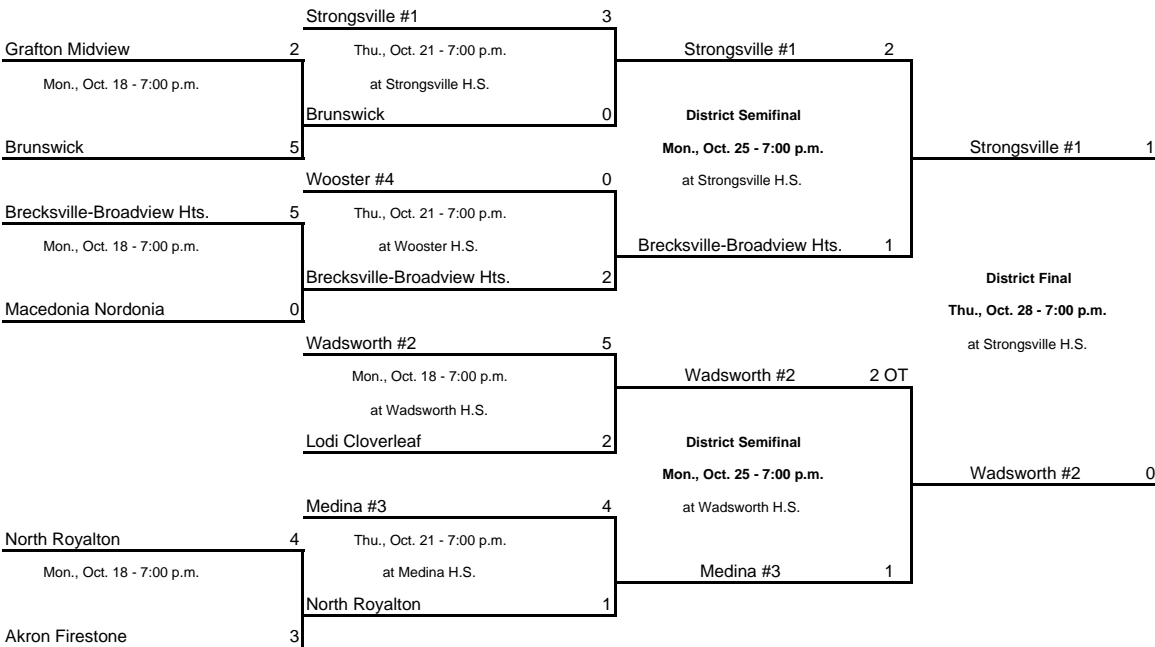 Strongsville #1 3
Grafton Midview 2 Thu., Oct. 21 - 7:00 p.m. Strongsville #1 2
Mon., Oct. 18 - 7:00 p.m. at Strongsville H.S.
Brunswick 0 District Semifinal
Brunswick 5 Mon., Oct. 25 - 7:00 p.m. Strongsville #1 1
Wooster #4 0 at Strongsville H.S.
Brecksville-Broadview Hts. 5 Thu., Oct. 21 - 7:00 p.m.
Mon., Oct. 18 - 7:00 p.m. at Wooster H.S. Brecksville-Broadview Hts. 1
Brecksville-Broadview Hts. 2 District Final
Macedonia Nordonia 0 Thu., Oct. 28 - 7:00 p.m.
Wadsworth #2 5 at Strongsville H.S.
Mon., Oct. 18 - 7:00 p.m. Wadsworth #2 2 OT
at Wadsworth H.S.
Lodi Cloverleaf 2 District Semifinal
Mon., Oct. 25 - 7:00 p.m. Wadsworth #2 0
Medina #3 4 at Wadsworth H.S.
North Royalton 4 Thu., Oct. 21 - 7:00 p.m.
Mon., Oct. 18 - 7:00 p.m. at Medina H.S. Medina #3 1
North Royalton 1
Akron Firestone 3